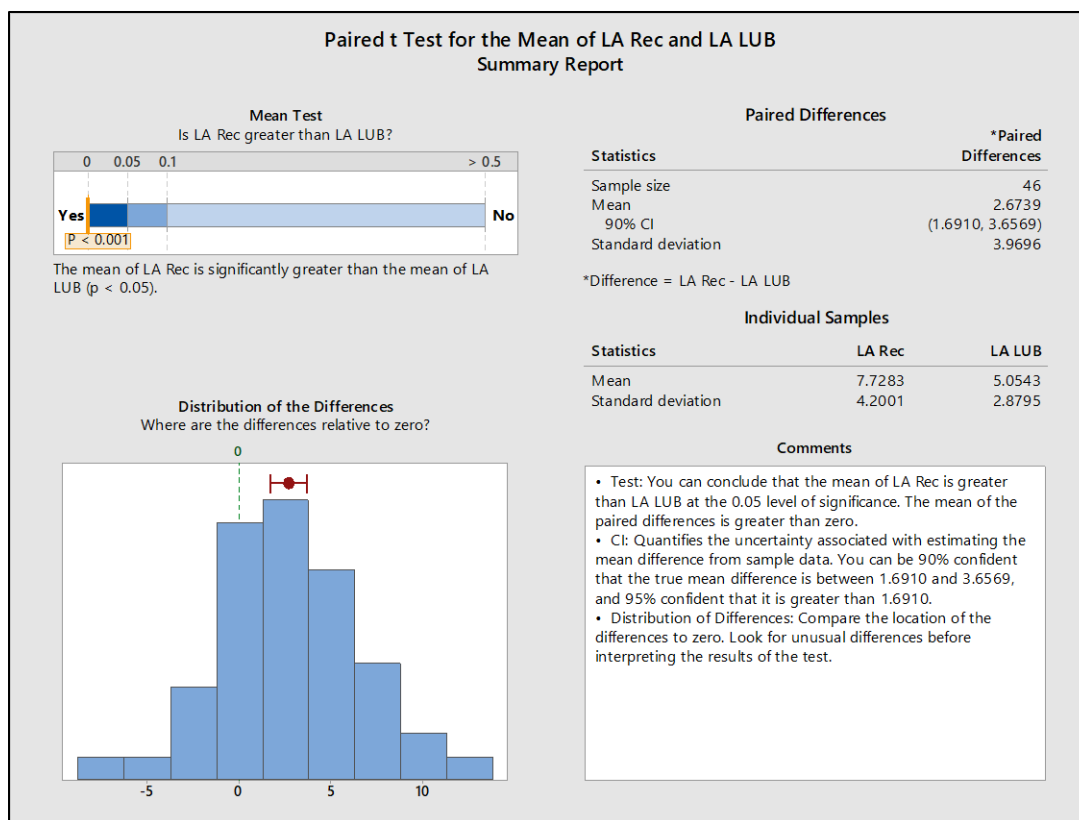 Paired t Test for the Mean of LA Rec and LA LUB
Summary Report
Mean Test
Is LA Rec greater than LA LUB?
0 0.05 0.1 > 0.5
Yes No
P < 0.001
The mean of LA Rec is significantly greater than the mean of LA
LUB (p < 0.05).
Distribution of the Differences
Where are the differences relative to zero?
0
-5 0 5 10
Paired Differences
*Paired
Statistics Differences
Sample size 46
Mean 2.6739
90% CI (1.6910, 3.6569)
Standard deviation 3.9696
*Difference = LA Rec - LA LUB
Individual Samples
Statistics LA Rec LA LUB
Mean 7.7283 5.0543
Standard deviation 4.2001 2.8795
Comments
• Test: You can conclude that the mean of LA Rec is greater
than LA LUB at the 0.05 level of significance. The mean of the
paired differences is greater than zero.
• CI: Quantifies the uncertainty associated with estimating the
mean difference from sample data. You can be 90% confident
that the true mean difference is between 1.6910 and 3.6569,
and 95% confident that it is greater than 1.6910.
• Distribution of Differences: Compare the location of the
differences to zero. Look for unusual differences before
interpreting the results of the test.